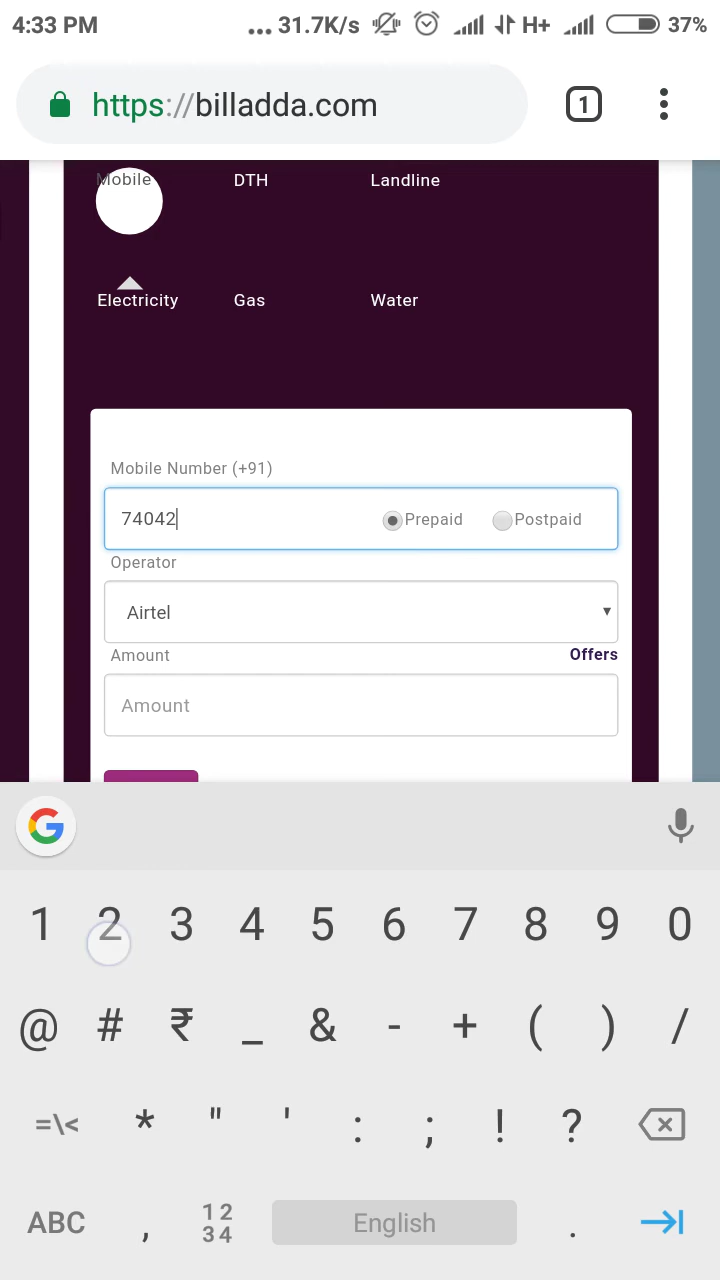 4:33 PM ... 31.7K/s H+ 37%
https://billadda.com 1
Mobile DTH Landline
Electricity Gas Water
Mobile Number (+91)
74042 Prepaid Postpaid
Operator
Airtel
Amount Offers
Amount
1 2 3 4 5 6 7 8 9 0
@ # ₹ _ & - + ( ) /
=\< * " ' : ; ! ?
ABC , 12 34 English .